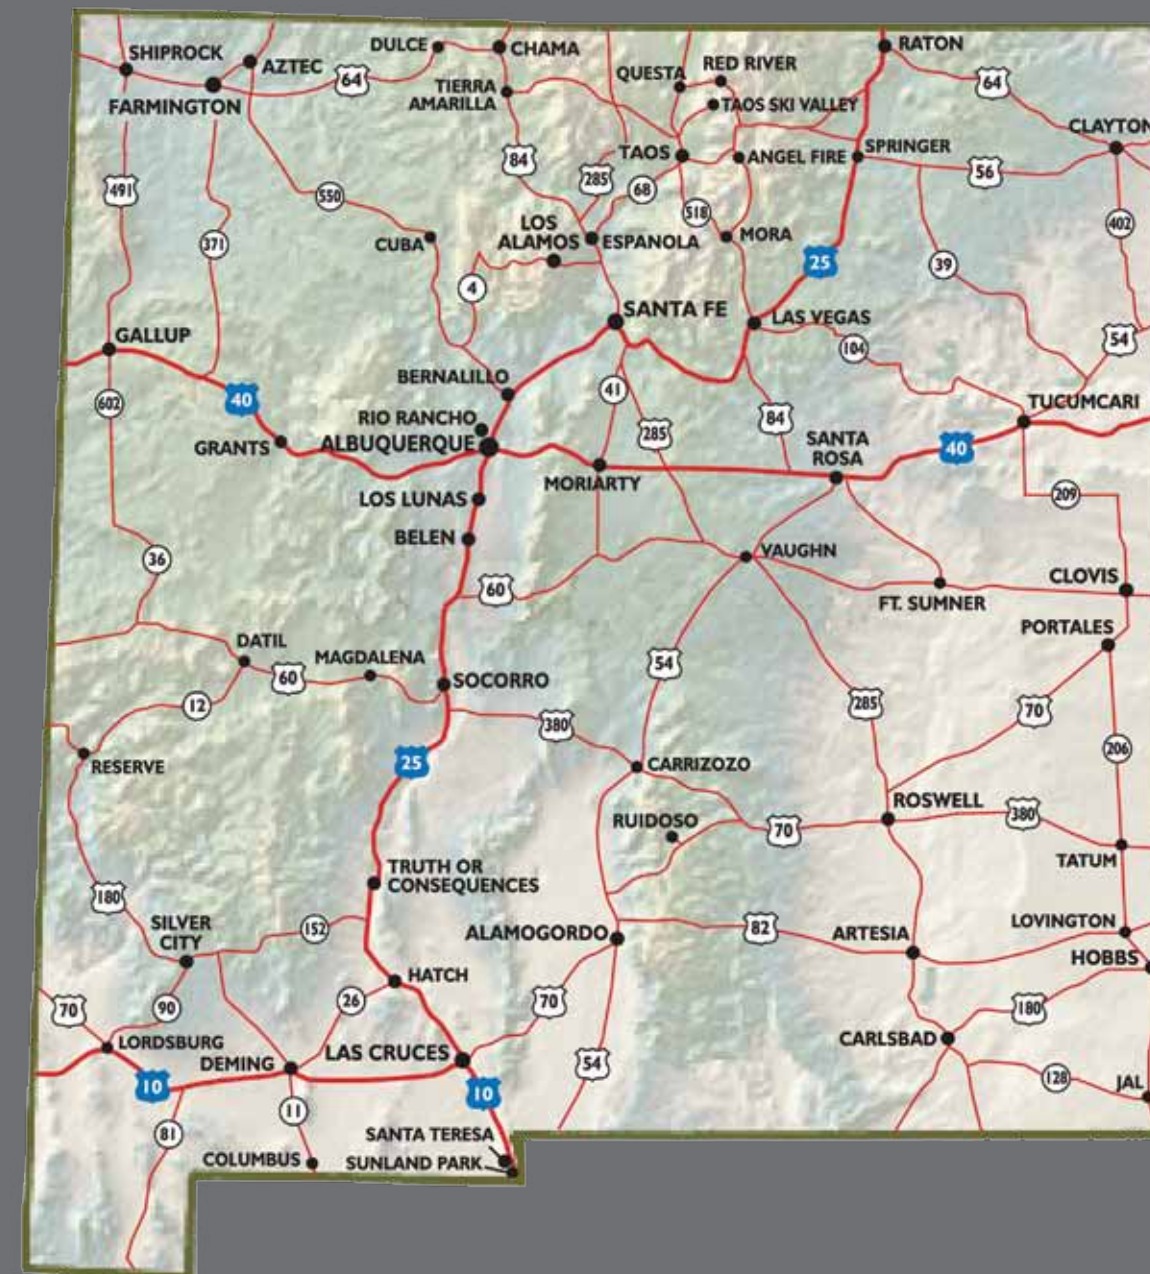 SHIPROCK
AZTEC
FARMINGTON
DULCE
CHAMA
64
TIERRA
AMARILLA
QUESTA
RED RIVER
TAOS SKI VALLEY
RATON
64
CLAYTON
491
84
285
TAOS
ANGEL FIRE
SPRINGER
56
550
68
518
371
CUBA
LOS
ALAMOS
ESPANOLA
MORA
25
39
402
4
GALLUP
SANTA FE
LAS VEGAS
104
54
602
40
BERNALILLO
41
RIO RANCHO
ALBUQUERQUE
GRANTS
285
84
SANTA
ROSA
40
TUCUMCARI
MORIARTY
LOS LUNAS
209
BELEN
36
VAUGHN
60
FT. SUMNER
CLOVIS
PORTALES
DATIL
MAGDALENA
60
SOCORRO
54
12
380
285
70
206
RESERVE
25
CARRIZOZO
RUIDOSO
70
ROSWELL
380
TATUM
TRUTH OR
CONSEQUENCES
180
SILVER
CITY
152
ALAMOGORDO
82
ARTESIA
LOVINGTON
HOBBS
HATCH
70
90
26
70
180
LORDSBURG
DEMING
LAS CRUCES
CARLSBAD
54
10
10
128
JAL
11
81
SANTA TERESA
COLUMBUS
SUNLAND PARK